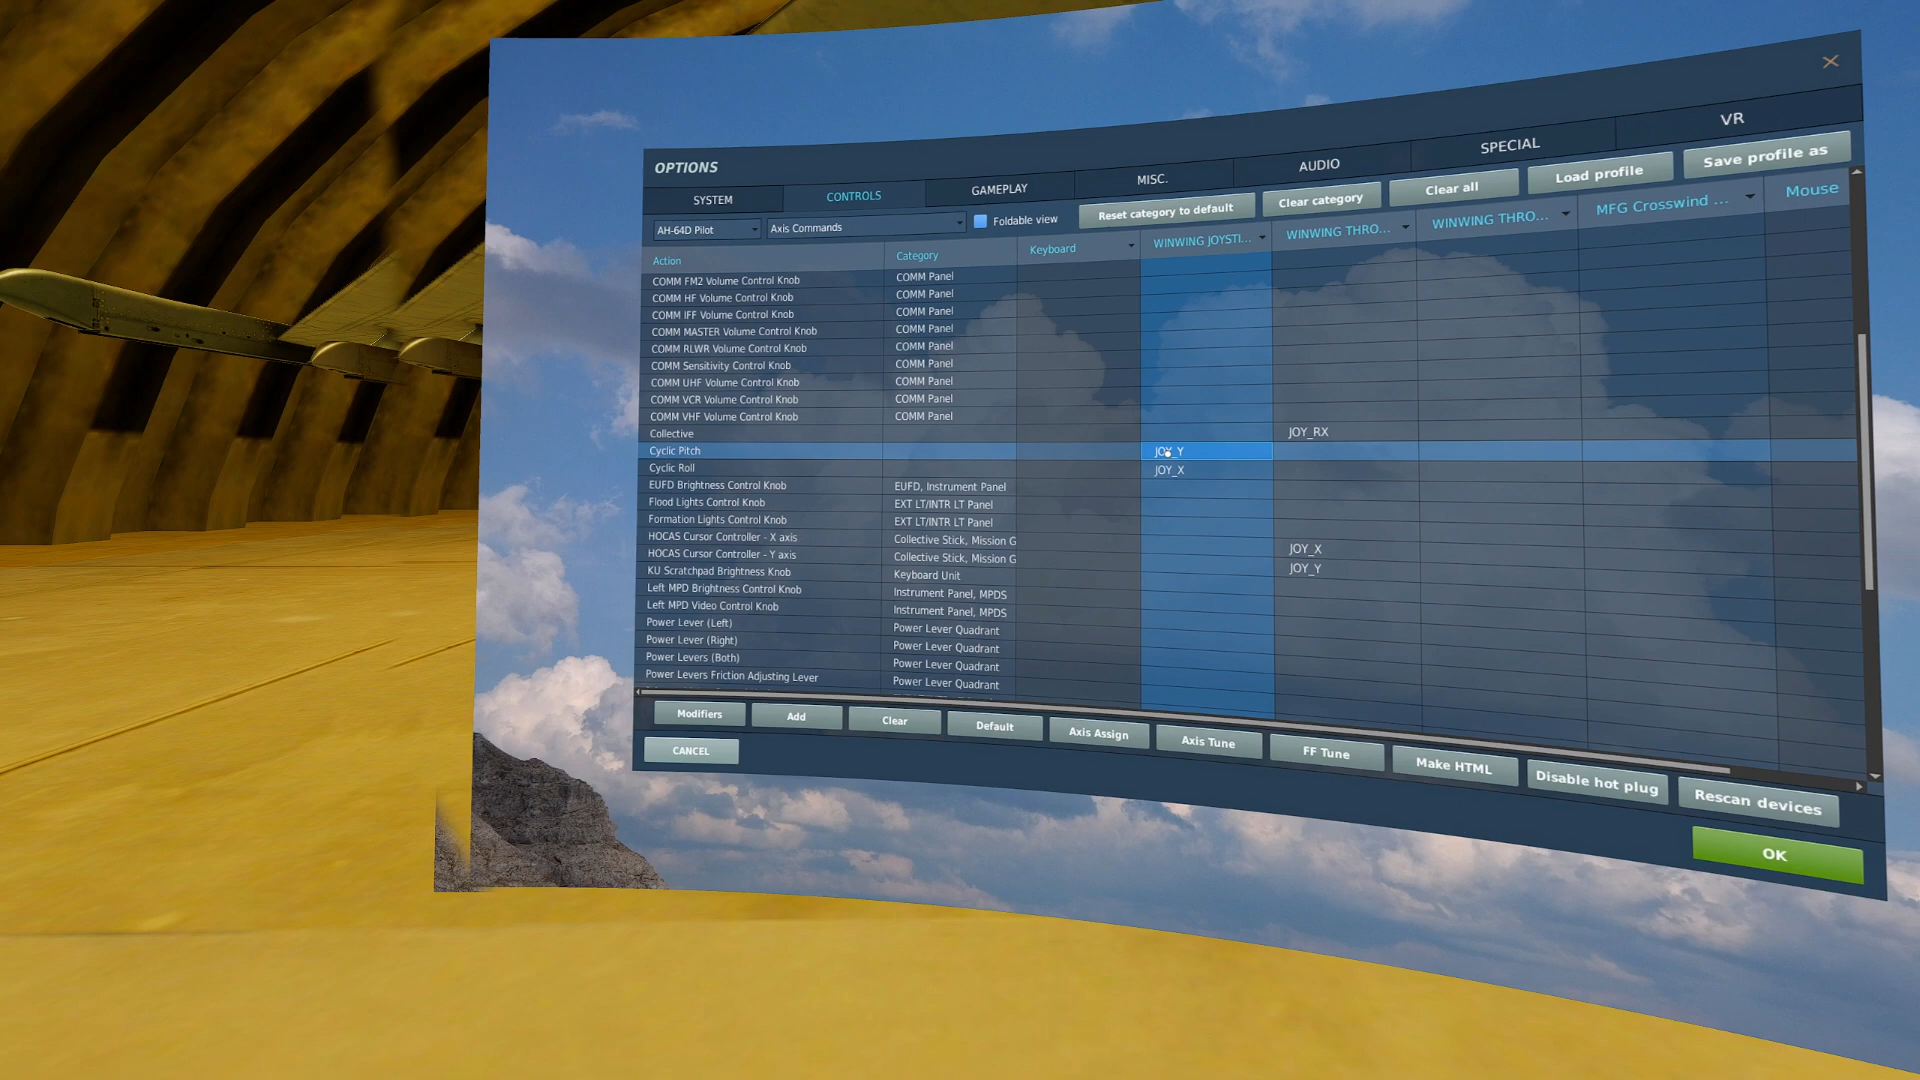 OPTIONS
SYSTEM CONTROLS GAMEPLAY MISC. AUDIO SPECIAL VR
AH-64D Pilot Axis Commands Foldable view Reset category to default Clear category Clear all Load profile Save profile as
Action Category Keyboard WINWING JOYSTI... WINWING THRO... WINWING THRO... MFG Crosswind ... Mouse
COMM FM2 Volume Control Knob COMM Panel
COMM HF Volume Control Knob COMM Panel
COMM IFF Volume Control Knob COMM Panel
COMM MASTER Volume Control Knob COMM Panel
COMM RLWR Volume Control Knob COMM Panel
COMM Sensitivity Control Knob COMM Panel
COMM UHF Volume Control Knob COMM Panel
COMM VCR Volume Control Knob COMM Panel
COMM VHF Volume Control Knob COMM Panel
Collective JOY_RX
Cyclic Pitch JOY_Y
Cyclic Roll JOY_X
EUFD Brightness Control Knob EUFD, Instrument Panel
Flood Lights Control Knob EXT LT/INTR LT Panel
Formation Lights Control Knob EXT LT/INTR LT Panel
HOCAS Cursor Controller - X axis Collective Stick, Mission G JOY_X
HOCAS Cursor Controller - Y axis Collective Stick, Mission G JOY_Y
KU Scratchpad Brightness Knob Keyboard Unit
Left MPD Brightness Control Knob Instrument Panel, MPDS
Left MPD Video Control Knob Instrument Panel, MPDS
Power Lever (Left) Power Lever Quadrant
Power Lever (Right) Power Lever Quadrant
Power Levers (Both) Power Lever Quadrant
Power Levers Friction Adjusting Lever Power Lever Quadrant
Modifiers Add Clear Default Axis Assign Axis Tune FF Tune Make HTML Disable hot plug Rescan devices
CANCEL OK